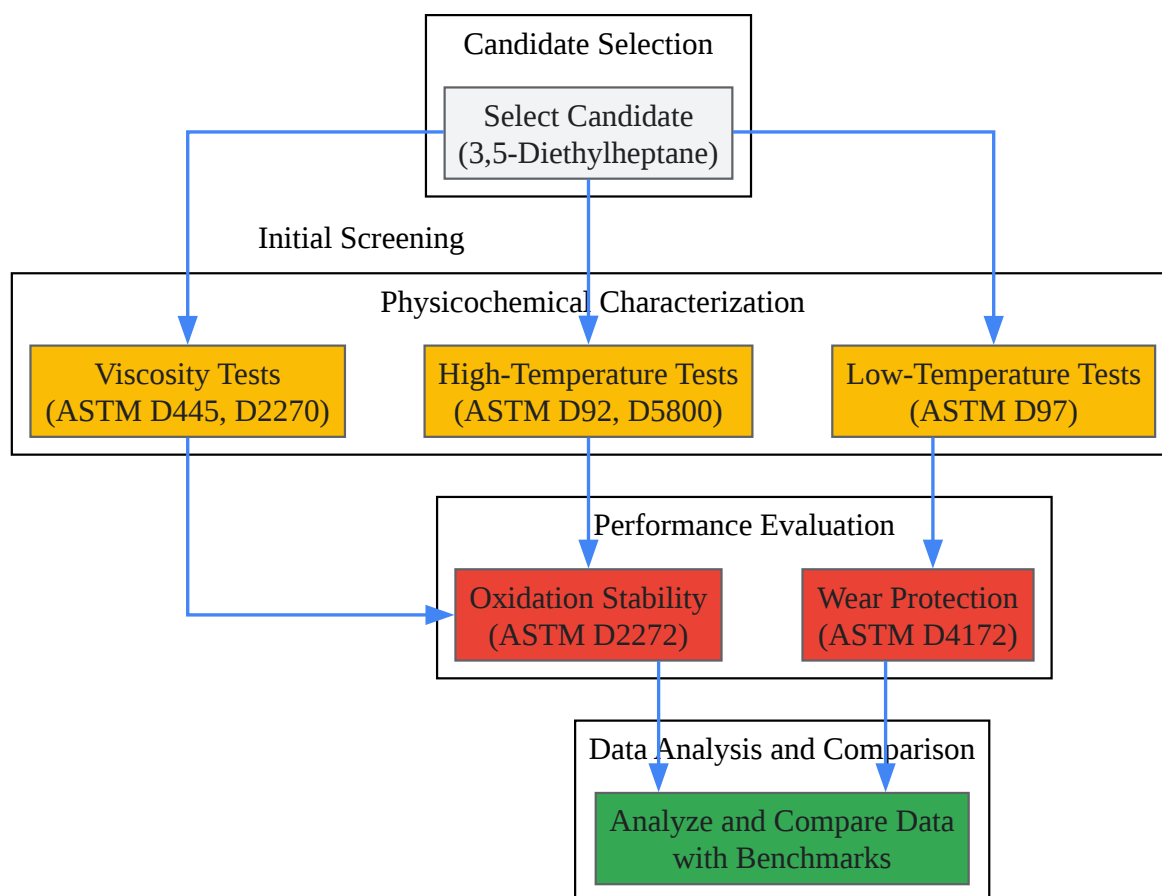 Candidate Selection
Select Candidate
(3,5-Diethylheptane)
Initial Screening
Physicochemical Characterization
Viscosity Tests
(ASTM D445, D2270)
High-Temperature Tests
(ASTM D92, D5800)
Low-Temperature Tests
(ASTM D97)
Performance Evaluation
Oxidation Stability
(ASTM D2272)
Wear Protection
(ASTM D4172)
Data Analysis and Comparison
Analyze and Compare Data
with Benchmarks